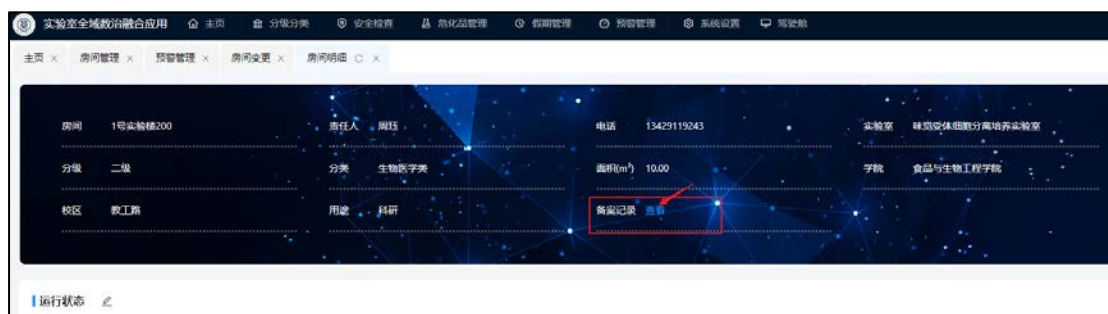 实验室全域数治融合应用 主页 分级分类 安全检查 危化品管理 假期管理 预警管理 系统设置 驾驶舱
主页 × 房间管理 × 预警管理 × 房间变更 × 房间明细 ×
房间 1号实验楼200 责任人 周珏 电话 13429119243 实验室 味觉受体细胞分离培养实验室
分级 二级 分类 生物医学类 面积(m²) 10.00 学院 食品与生物工程学院
校区 教工路 用途 科研 备案记录 查看
运行状态